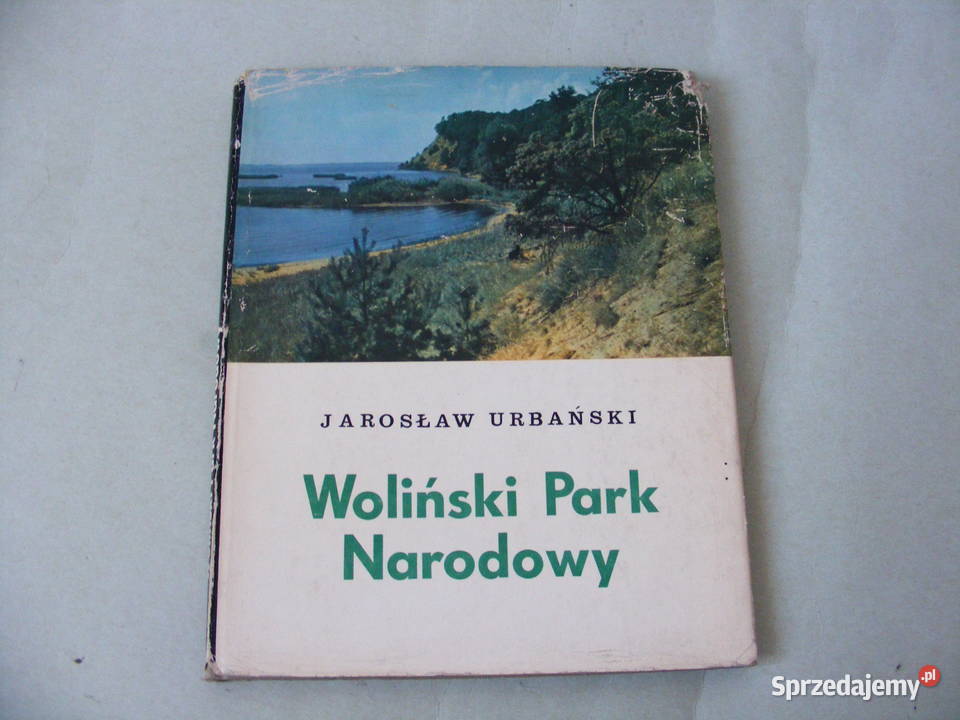 JAROSŁAW URBAŃSKI
Woliński Park
Narodowy
Sprzedajemy.pl